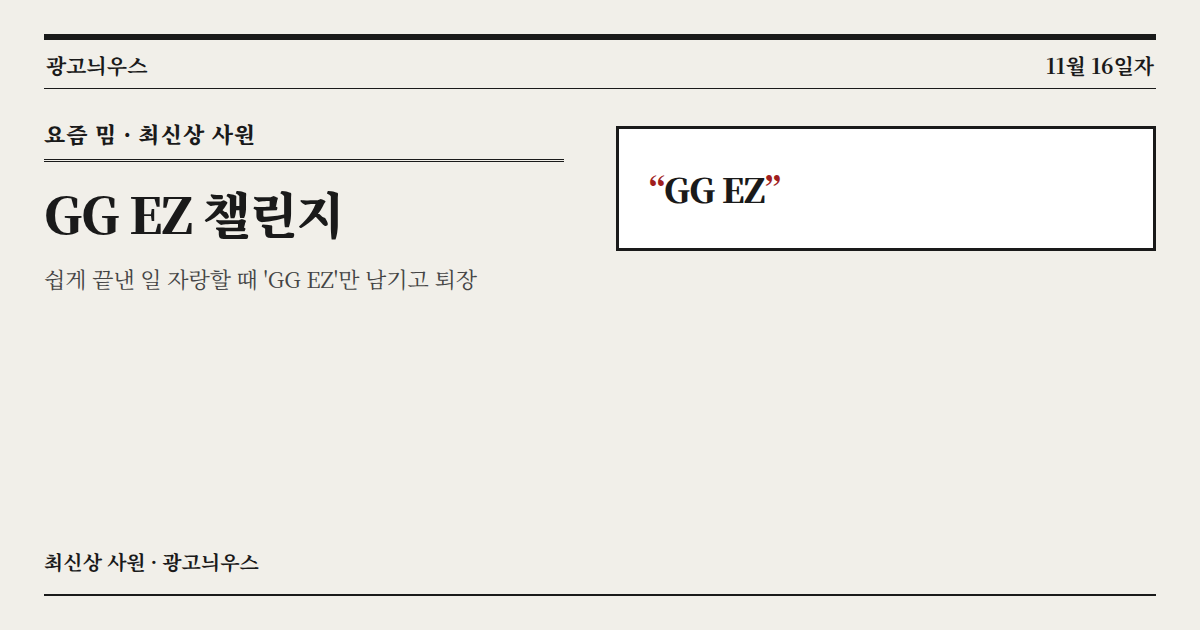 광고늬우스
11월 16일자
요즘 밈 · 최신상 사원
GG EZ 챌린지
쉽게 끝낸 일 자랑할 때 'GG EZ'만 남기고 퇴장
“GG EZ”
최신상 사원 · 광고늬우스